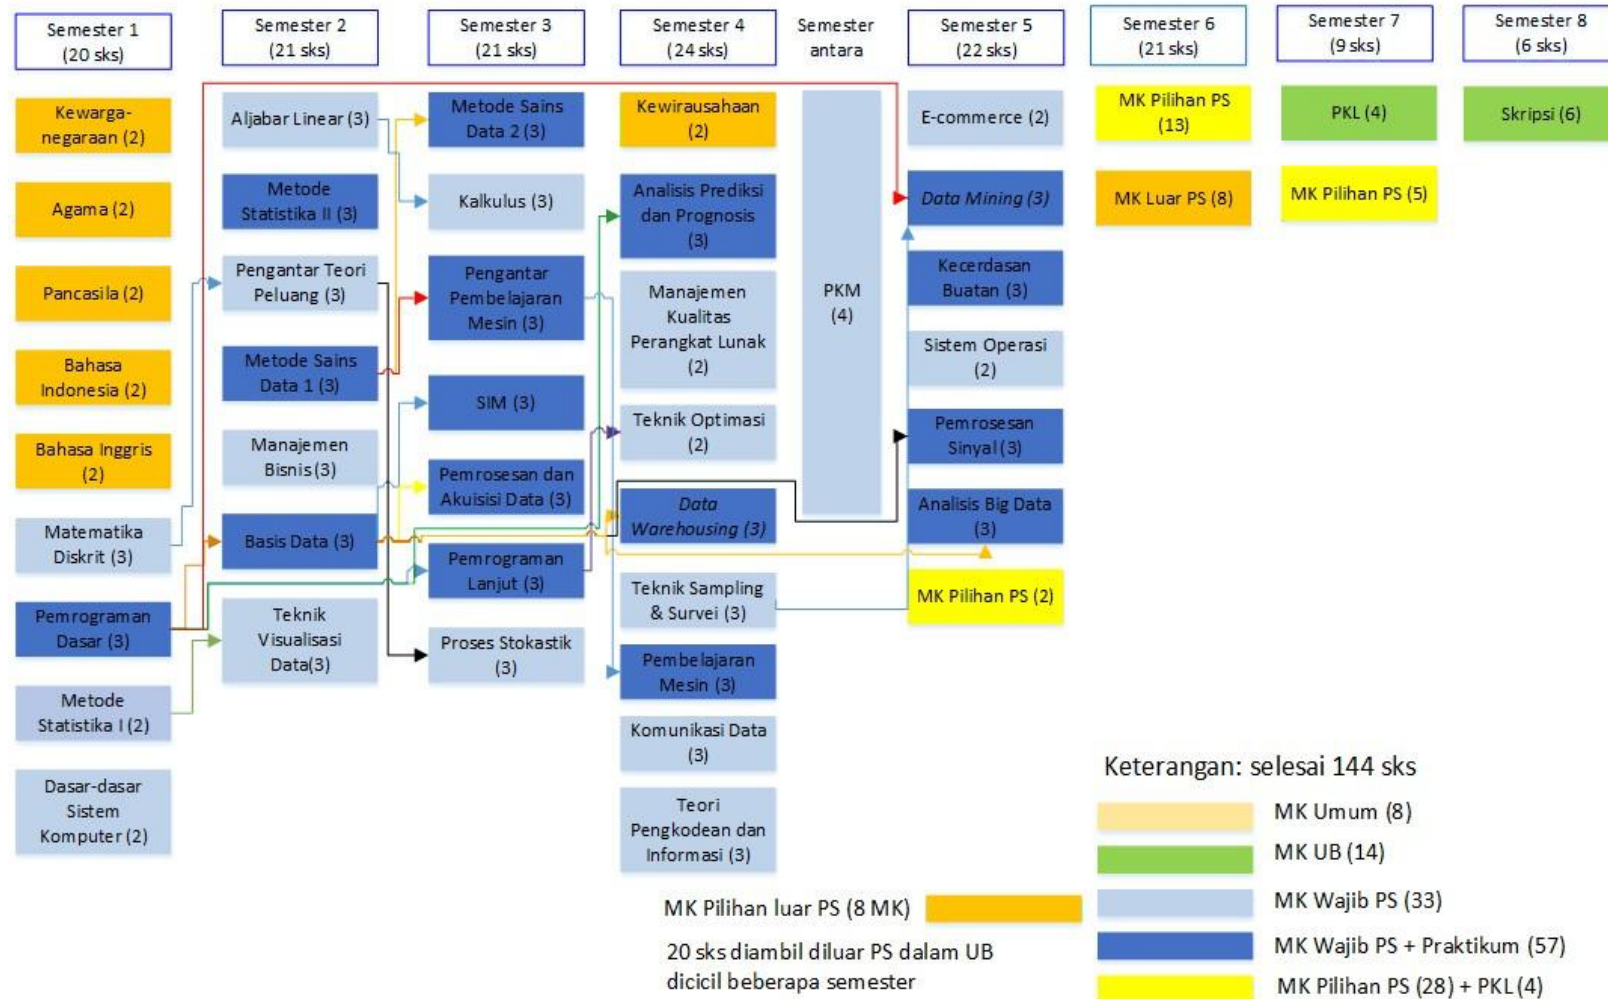 Semester 1
(20 sks)
Semester 2
(21 sks)
Semester 3
(21 sks)
Semester 4
(24 sks)
Semester
antara
Semester 5
(22 sks)
Semester 6
(21 sks)
Semester 7
(9 sks)
Semester 8
(6 sks)
Kewarga-
negaraan (2)
Agama (2)
Pancasila (2)
Bahasa
Indonesia (2)
Bahasa Inggris
(2)
Matematika
Diskrit (3)
Pemrograman
Dasar (3)
Metode
Statistika I (2)
Dasar-dasar
Sistem
Komputer (2)
Aljabar Linear (3)
Metode
Statistika II (3)
Pengantar Teori
Peluang (3)
Metode Sains
Data 1 (3)
Manajemen
Bisnis (3)
Basis Data (3)
Teknik
Visualisasi
Data(3)
Metode Sains
Data 2 (3)
Kalkulus (3)
Pengantar
Pembelajaran
Mesin (3)
SIM (3)
Pemrosesan dan
Akuisisi Data (3)
Pemrograman
Lanjut (3)
Proses Stokastik
(3)
Kewirausahaan
(2)
Analisis Prediksi
dan Prognosis
(3)
Manajemen
Kualitas
Perangkat Lunak
(2)
Teknik Optimasi
(2)
Data
Warehousing (3)
Teknik Sampling
& Survei (3)
Pembelajaran
Mesin (3)
Komunikasi Data
(3)
Teori
Pengkodean dan
Informasi (3)
PKM
(4)
E-commerce (2)
Data Mining (3)
Kecerdasan
Buatan (3)
Sistem Operasi
(2)
Pemrosesan
Sinyal (3)
Analisis Big Data
(3)
MK Pilihan PS (2)
MK Pilihan PS
(13)
MK Luar PS (8)
PKL (4)
MK Pilihan PS (5)
Skripsi (6)
Keterangan: selesai 144 sks
MK Umum (8)
MK UB (14)
MK Wajib PS (33)
MK Wajib PS + Praktikum (57)
MK Pilihan PS (28) + PKL (4)
MK Pilihan luar PS (8 MK)
20 sks diambil diluar PS dalam UB
dicicil beberapa semester